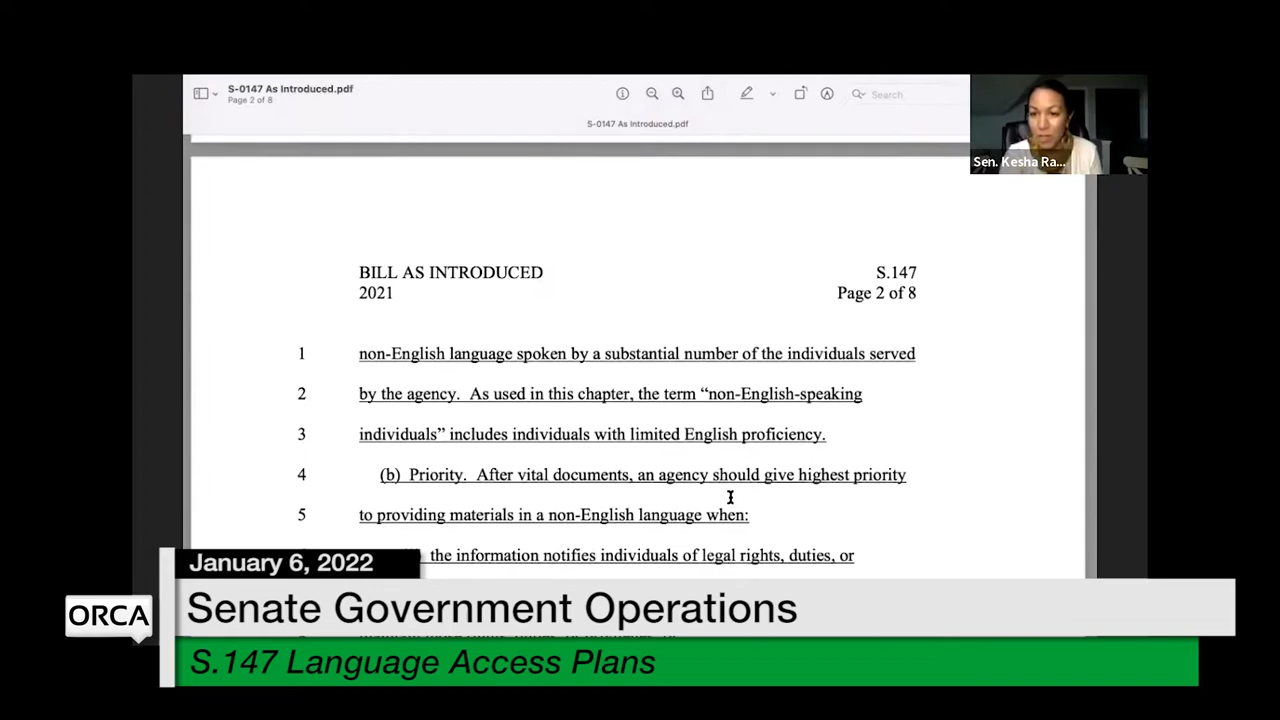 S-0147 As Introduced.pdf
Page 2 of 8
Search
S-0147 As Introduced.pdf
Sen. Kesha Ra...
BILL AS INTRODUCED S.147
2021 Page 2 of 8
1 non-English language spoken by a substantial number of the individuals served
2 by the agency. As used in this chapter, the term “non-English-speaking
3 individuals” includes individuals with limited English proficiency.
4 (b) Priority. After vital documents, an agency should give highest priority
5 to providing materials in a non-English language when:
the information notifies individuals of legal rights, duties, or
January 6, 2022
ORCA
Senate Government Operations
S.147 Language Access Plans